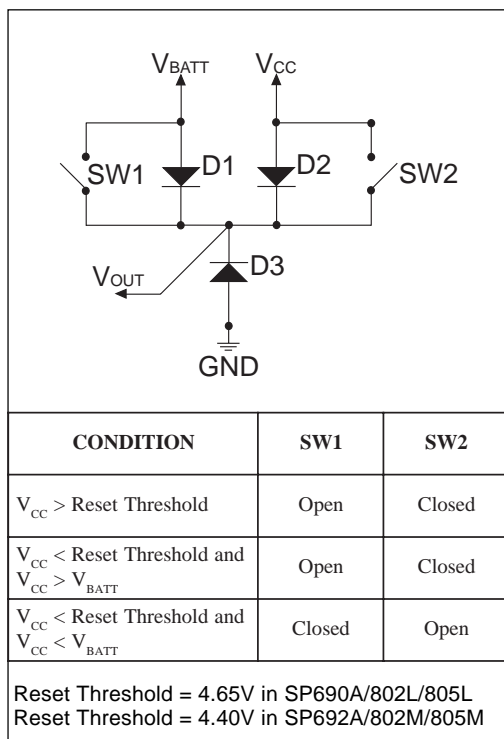 VBATT VCC
SW1 D1 D2 SW2
VOUT D3
GND
CONDITION SW1 SW2
VCC > Reset Threshold Open Closed
VCC < Reset Threshold and
VCC > VBATT Open Closed
VCC < Reset Threshold and
VCC < VBATT Closed Open
Reset Threshold = 4.65V in SP690A/802L/805L
Reset Threshold = 4.40V in SP692A/802M/805M